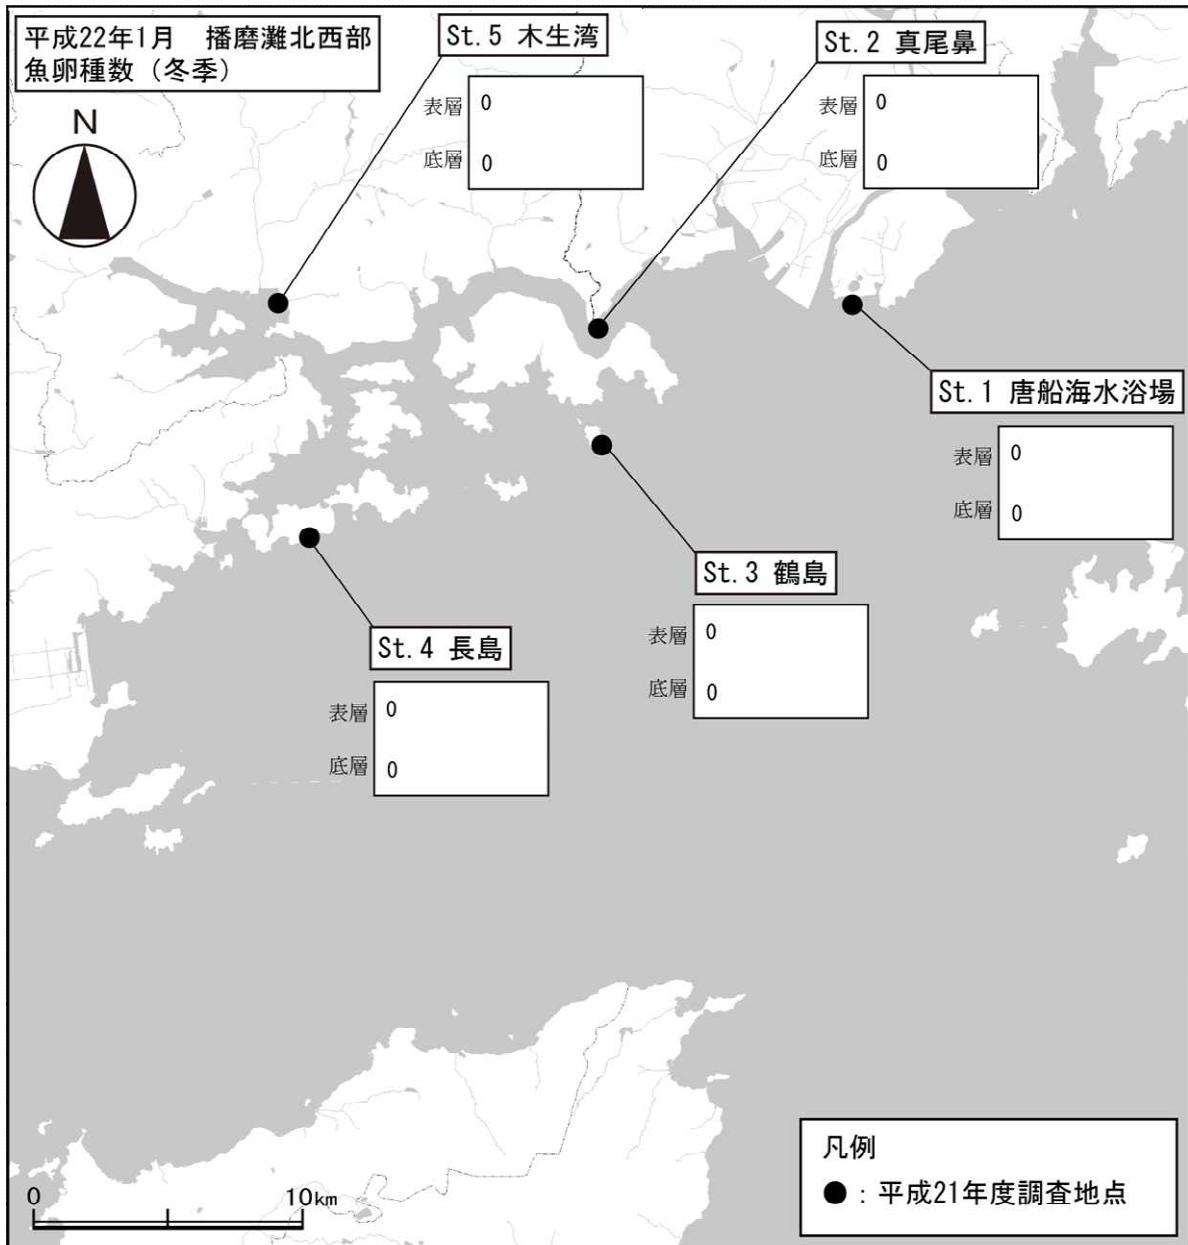 平成22年1月　播磨灘北西部
魚卵種数（冬季）
N
St.5 木生湾
表層 0
底層 0
St.2 真尾鼻
表層 0
底層 0
St.1 唐船海水浴場
表層 0
底層 0
St.3 鶴島
表層 0
底層 0
St.4 長島
表層 0
底層 0
0 10km
凡例
●：平成21年度調査地点